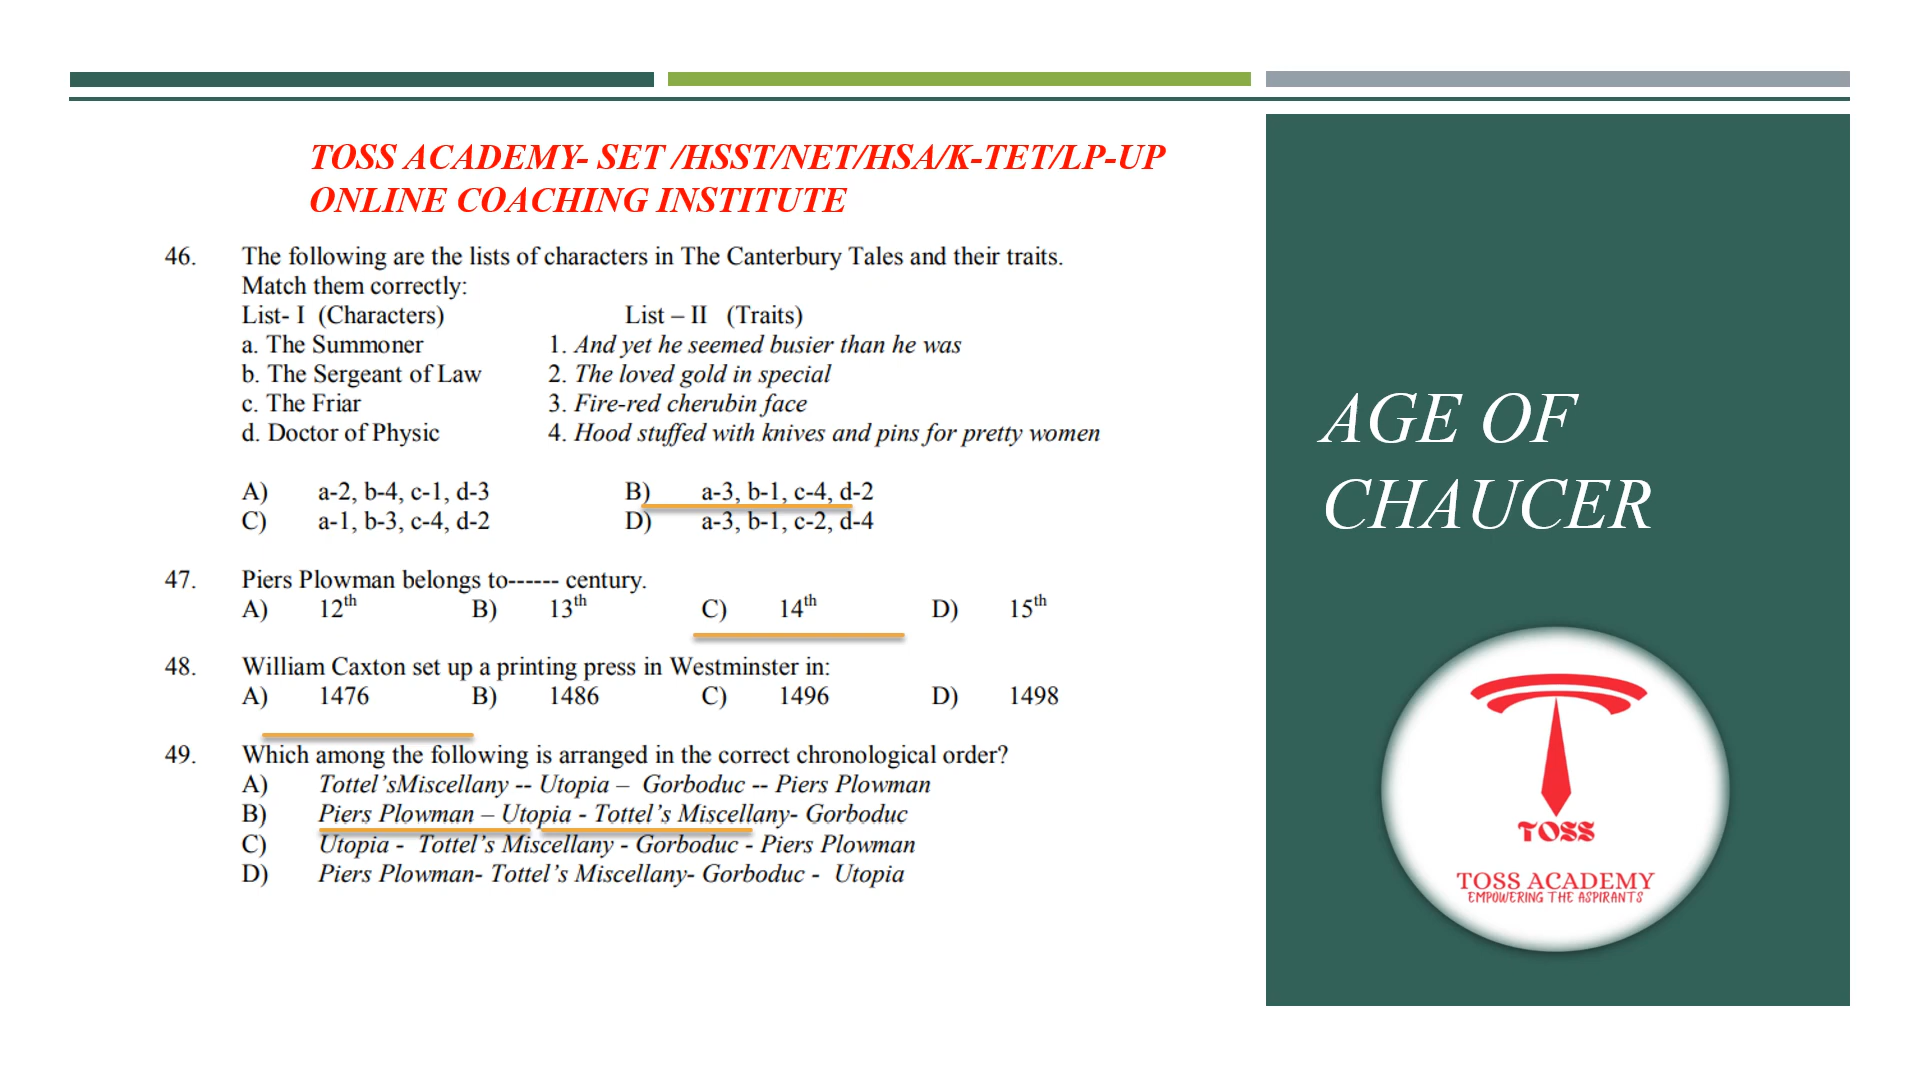 TOSS ACADEMY- SET /HSST/NET/HSA/K-TET/LP-UP
ONLINE COACHING INSTITUTE
46. The following are the lists of characters in The Canterbury Tales and their traits.
Match them correctly:
List- I (Characters) List – II (Traits)
a. The Summoner 1. And yet he seemed busier than he was
b. The Sergeant of Law 2. The loved gold in special
c. The Friar 3. Fire-red cherubin face
d. Doctor of Physic 4. Hood stuffed with knives and pins for pretty women
A) a-2, b-4, c-1, d-3 B) a-3, b-1, c-4, d-2
C) a-1, b-3, c-4, d-2 D) a-3, b-1, c-2, d-4
47. Piers Plowman belongs to------ century.
A) 12th B) 13th C) 14th D) 15th
48. William Caxton set up a printing press in Westminster in:
A) 1476 B) 1486 C) 1496 D) 1498
49. Which among the following is arranged in the correct chronological order?
A) Tottel'sMiscellany -- Utopia – Gorboduc -- Piers Plowman
B) Piers Plowman – Utopia - Tottel's Miscellany- Gorboduc
C) Utopia - Tottel's Miscellany - Gorboduc - Piers Plowman
D) Piers Plowman- Tottel's Miscellany- Gorboduc - Utopia
AGE OF
CHAUCER
TOSS
TOSS ACADEMY
EMPOWERING THE ASPIRANTS